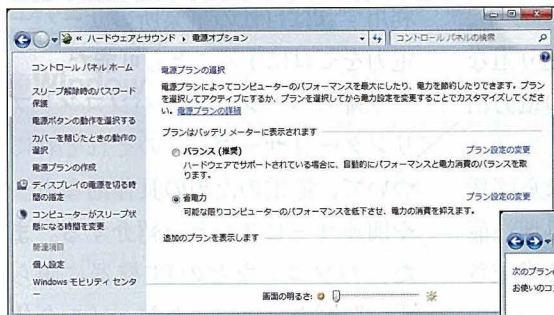 « ハードウェアとサウンド ▸ 電源オプション
コントロール パネルの検索
コントロール パネル ホーム
スリープ解除時のパスワード
保護
電源ボタンの動作を選択する
カバーを閉じたときの動作の
選択
電源プランの作成
ディスプレイの電源を切る時
間の指定
コンピューターがスリープ状
態になる時間を変更
関連項目
個人設定
Windows モビリティ センタ
ー
電源プランの選択
電源プランによってコンピューターのパフォーマンスを最大にしたり、電力を節約したりできます。プラン
を選択してアクティブにするか、プランを選択してから電力設定を変更することでカスタマイズしてくださ
い。電源プランの詳細
プランはバッテリ メーターに表示されます
バランス (推奨) プラン設定の変更
ハードウェアでサポートされている場合に、自動的にパフォーマンスと電力消費のバランスを取
ります。
省電力 プラン設定の変更
可能な限りコンピューターのパフォーマンスを低下させ、電力の消費を抑えます。
追加のプランを表示します
画面の明るさ:
次のプランの
お使いのコン